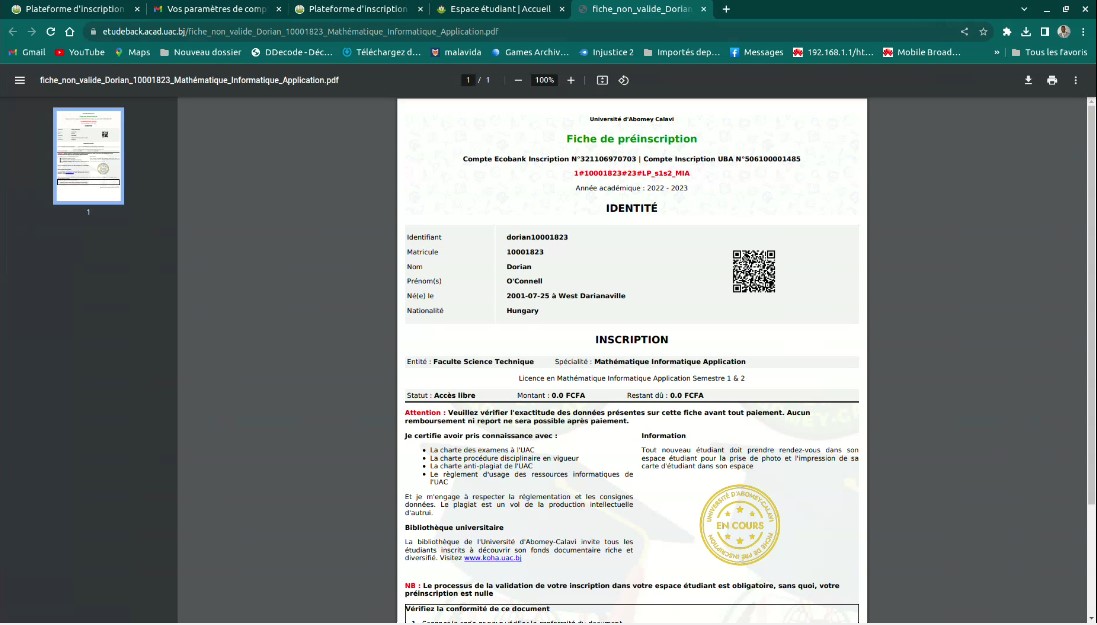 Plateforme d'inscription
Vos paramètres de comp
Plateforme d'inscription
Espace étudiant | Accueil
fiche_non_valide_Dorian
etudeback.acad.uac.bj/fiche_non_valide_Dorian_10001823_Mathématique_Informatique_Application.pdf
Gmail YouTube Maps Nouveau dossier DDecode - Déc... Téléchargez d... malavida Games Archiv... Injustice 2 Importés dep... Messages 192.168.1.1/ht... Mobile Broad... » Tous les favoris
fiche_non_valide_Dorian_10001823_Mathématique_Informatique_Application.pdf
1 / 1 100%
1
Université d'Abomey Calavi
Fiche de préinscription
Compte Ecobank Inscription N°321106970703 | Compte Inscription UBA N°506100001485
1#10001823#23#LP_s1s2_MIA
Année académique : 2022 - 2023
IDENTITÉ
Identifiant dorian10001823
Matricule 10001823
Nom Dorian
Prénom(s) O'Connell
Né(e) le 2001-07-25 à West Darianaville
Nationalité Hungary
INSCRIPTION
Entité : Faculte Science Technique Spécialité : Mathématique Informatique Application
Licence en Mathématique Informatique Application Semestre 1 & 2
Statut : Accès libre Montant : 0.0 FCFA Restant dû : 0.0 FCFA
Attention : Veuillez vérifier l'exactitude des données présentes sur cette fiche avant tout paiement. Aucun
remboursement ni report ne sera possible après paiement.
Je certifie avoir pris connaissance avec :
La charte des examens à l'UAC
La charte procédure disciplinaire en vigueur
La charte anti-plagiat de l'UAC
Le règlement d'usage des ressources informatiques de
l'UAC
Et je m'engage à respecter la réglementation et les consignes
données. Le plagiat est un vol de la production intellectuelle
d'autrui.
Bibliothèque universitaire
La bibliothèque de l'Université d'Abomey-Calavi invite tous les
étudiants inscrits à découvrir son fonds documentaire riche et
diversifié. Visitez www.koha.uac.bj
Information
Tout nouveau étudiant doit prendre rendez-vous dans son
espace étudiant pour la prise de photo et l'impression de sa
carte d'étudiant dans son espace
UNIVERSITÉ D'ABOMEY-CALAVI
EN COURS
FICHE DE PRÉ INSCRIPTION
NB : Le processus de la validation de votre inscription dans votre espace étudiant est obligatoire, sans quoi, votre
préinscription est nulle
Vérifiez la conformité de ce document